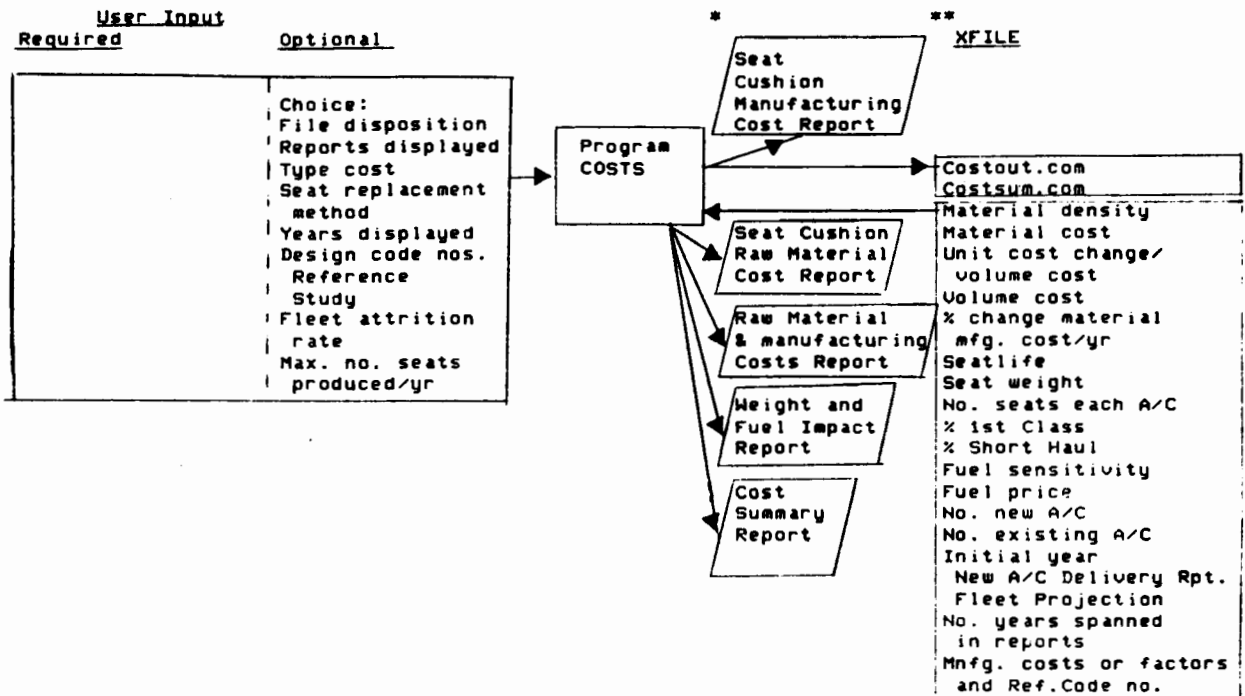 User Input
Required
Optional
Choice:
File disposition
Reports displayed
Type cost
Seat replacement
method
Years displayed
Design code nos.
Reference
Study
Fleet attrition
rate
Max. no. seats
produced/yr
Program
COSTS
*
Seat
Cushion
Manufacturing
Cost Report
Seat Cushion
Raw Material
Cost Report
Raw Material
& manufacturing
Costs Report
Weight and
Fuel Impact
Report
Cost
Summary
Report
**
XFILE
Costout.com
Costsum.com
Material density
Material cost
Unit cost change/
volume cost
Volume cost
% change material
mfg. cost/yr
Seatlife
Seat weight
No. seats each A/C
% 1st Class
% Short Haul
Fuel sensitivity
Fuel price
No. new A/C
No. existing A/C
Initial year
New A/C Delivery Rpt.
Fleet Projection
No. years spanned
in reports
Mnfg. costs or factors
and Ref.Code no.